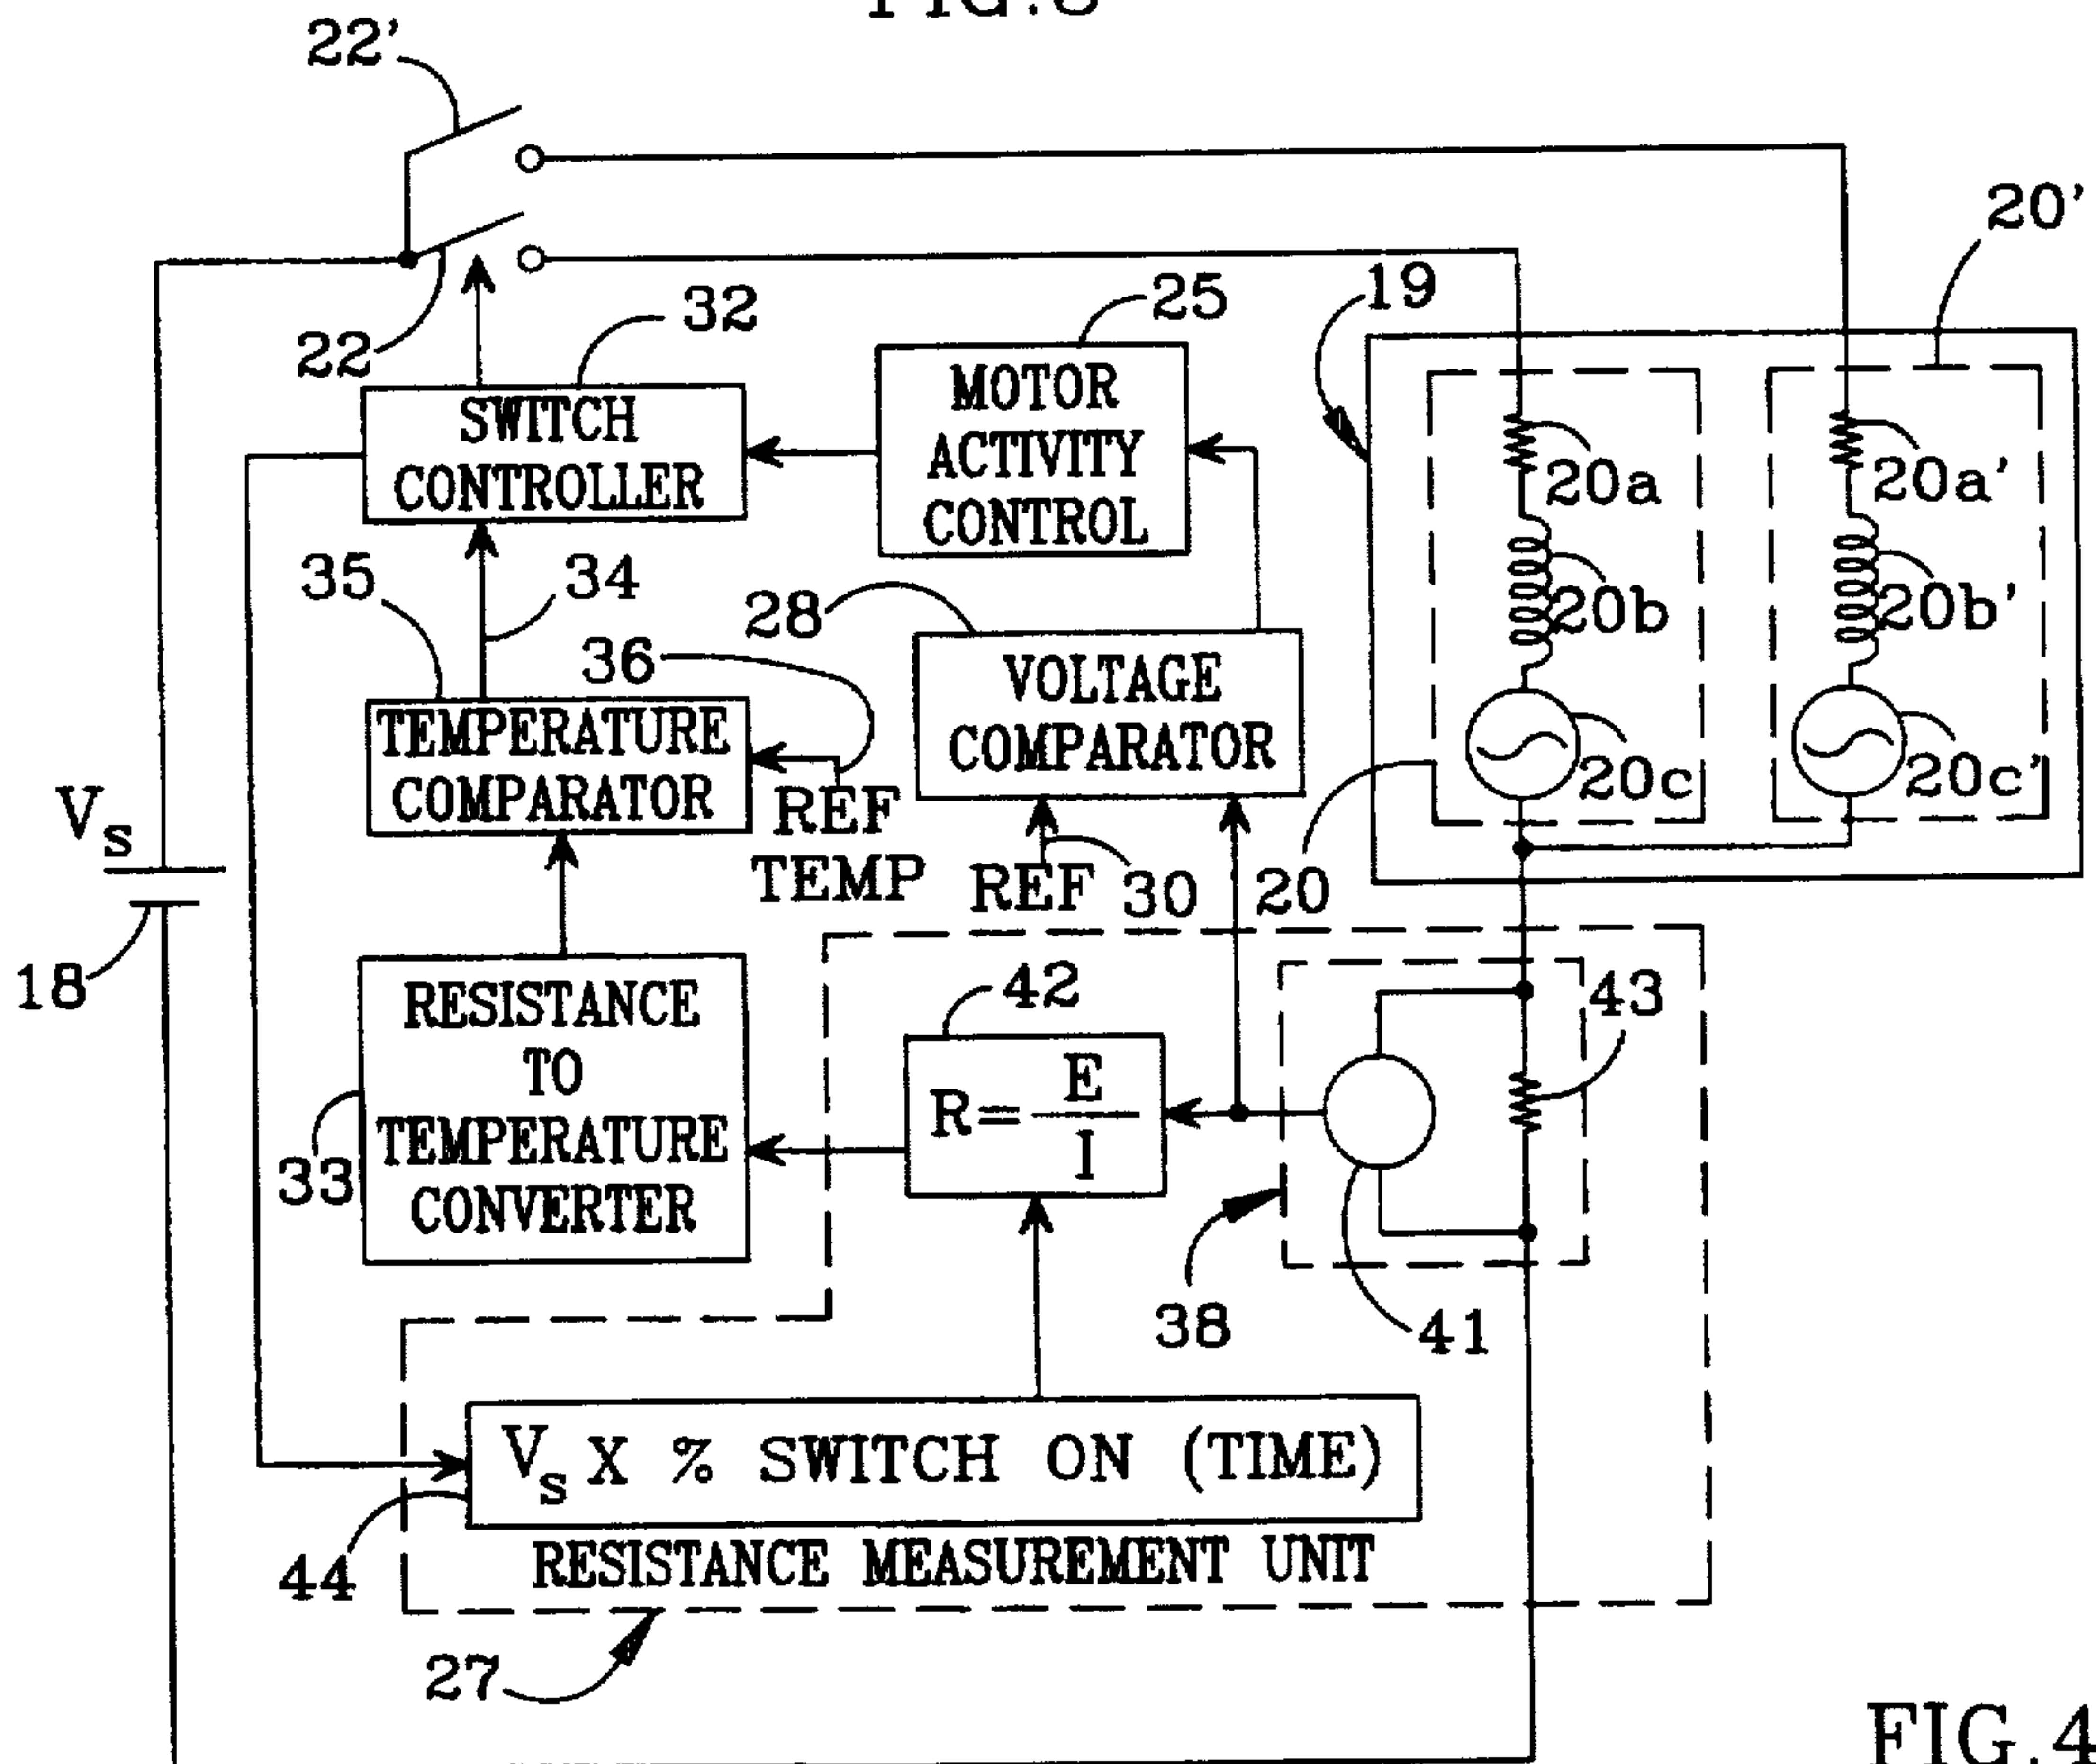 FIG.3
22'
20'
19
25
32
22
MOTOR
ACTIVITY
CONTROL
SWITCH
CONTROLLER
20a
20a'
35
34
28
20b
20b'
36
VOLTAGE
COMPARATOR
TEMPERATURE
COMPARATOR
20c
20c'
Vs
REF
TEMP
REF
30
20
18
42
43
RESISTANCE
TO
TEMPERATURE
CONVERTER
R= E
I
33
38
41
Vs X % SWITCH ON (TIME)
44
RESISTANCE MEASUREMENT UNIT
27
FIG.4